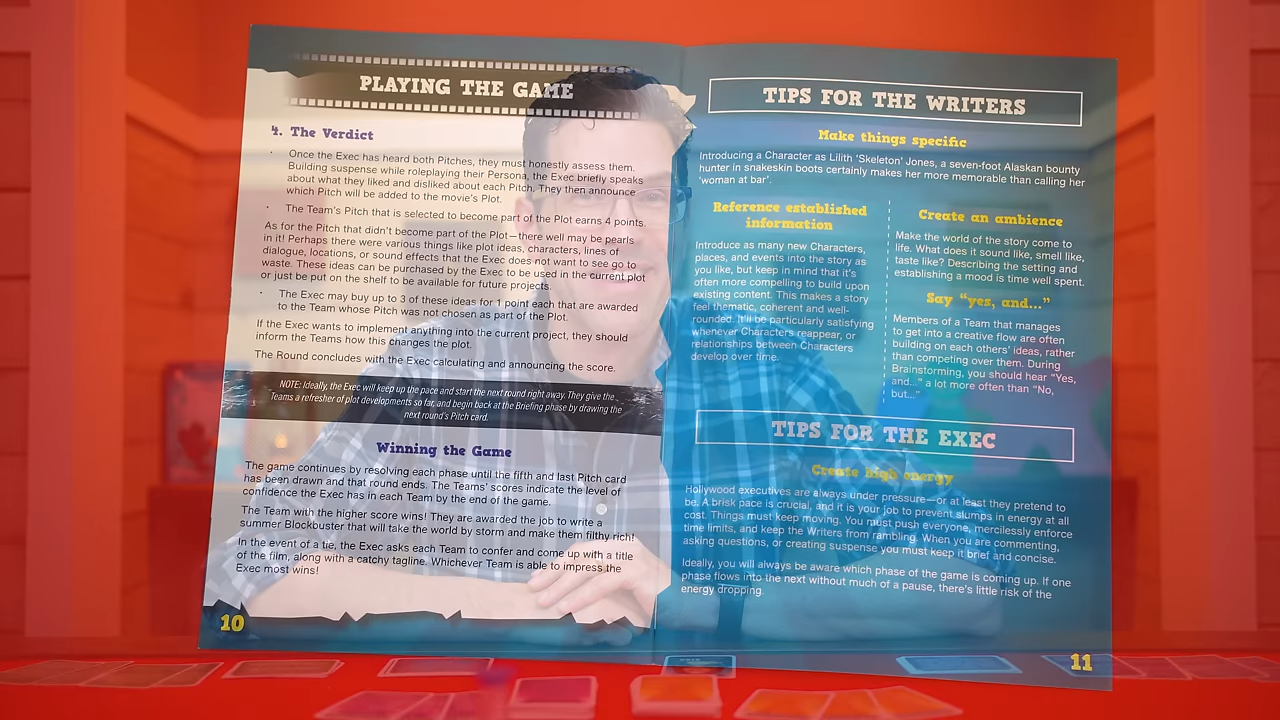 PLAYING THE GAME
4. The Verdict
· Once the Exec has heard both Pitches, they must honestly assess them.
Building suspense while roleplaying their Persona, the Exec briefly speaks
about what they liked and disliked about each Pitch. They then announce
which Pitch will be added to the movie's Plot.
· The Team's Pitch that is selected to become part of the Plot earns 4 points.
As for the Pitch that didn't become part of the Plot—there well may be pearls
in it! Perhaps there were various things like plot ideas, characters, lines of
dialogue, locations, or sound effects that the Exec does not want to see go to
waste. These ideas can be purchased by the Exec to be used in the current plot
or just be put on the shelf to be available for future projects.
· The Exec may buy up to 3 of these ideas for 1 point each that are awarded
to the Team whose Pitch was not chosen as part of the Plot.
If the Exec wants to implement anything into the current project, they should
inform the Teams how this changes the plot.
The Round concludes with the Exec calculating and announcing the score.
NOTE: Ideally, the Exec will keep up the pace and start the next round right away. They give the
Teams a refresher of plot developments so far, and begin back at the Briefing phase by drawing the
next round's Pitch card.
Winning the Game
The game continues by resolving each phase until the fifth and last Pitch card
has been drawn and that round ends. The Teams' scores indicate the level of
confidence the Exec has in each Team by the end of the game.
The Team with the higher score wins! They are awarded the job to write a
summer Blockbuster that will take the world by storm and make them filthy rich!
In the event of a tie, the Exec asks each Team to confer and come up with a title
of the film, along with a catchy tagline. Whichever Team is able to impress the
Exec most wins!
10
TIPS FOR THE WRITERS
Make things specific
Introducing a Character as Lilith 'Skeleton' Jones, a seven-foot Alaskan bounty
hunter in snakeskin boots certainly makes her more memorable than calling her
'woman at bar'.
Reference established
information
Introduce as many new Characters,
places, and events into the story as
you like, but keep in mind that it's
often more compelling to build upon
existing content. This makes a story
feel thematic, coherent and well-
rounded. It'll be particularly satisfying
whenever Characters reappear, or
relationships between Characters
develop over time.
Create an ambience
Make the world of the story come to
life. What does it sound like, smell like,
taste like? Describing the setting and
establishing a mood is time well spent.
Say "yes, and..."
Members of a Team that manages
to get into a creative flow are often
building on each others' ideas, rather
than competing over them. During
Brainstorming, you should hear "Yes,
and..." a lot more often than "No,
but..."
TIPS FOR THE EXEC
Create high energy
Hollywood executives are always under pressure—or at least they pretend to
be. A brisk pace is crucial, and it is your job to prevent slumps in energy at all
cost. Things must keep moving. You must push everyone, mercilessly enforce
time limits, and keep the Writers from rambling. When you are commenting,
asking questions, or creating suspense you must keep it brief and concise.
Ideally, you will always be aware which phase of the game is coming up. If one
phase flows into the next without much of a pause, there's little risk of the
energy dropping.
11